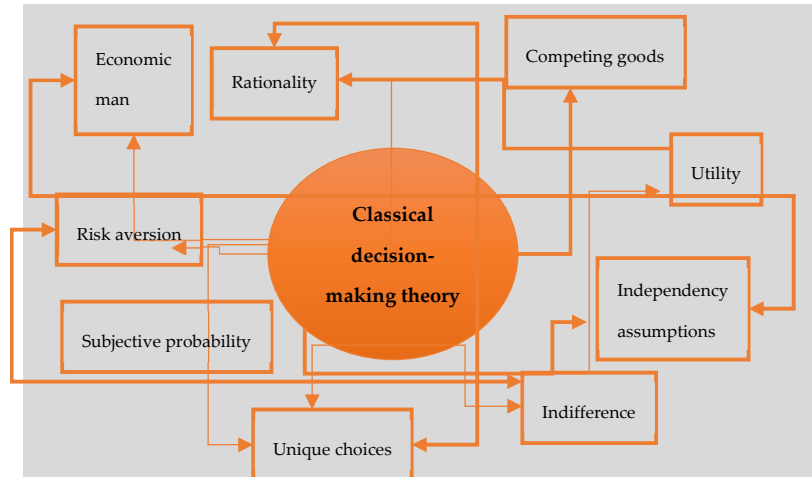 Economic
man
Rationality
Competing goods
Utility
Risk aversion
Classical
decision-
making theory
Independency
assumptions
Subjective probability
Indifference
Unique choices